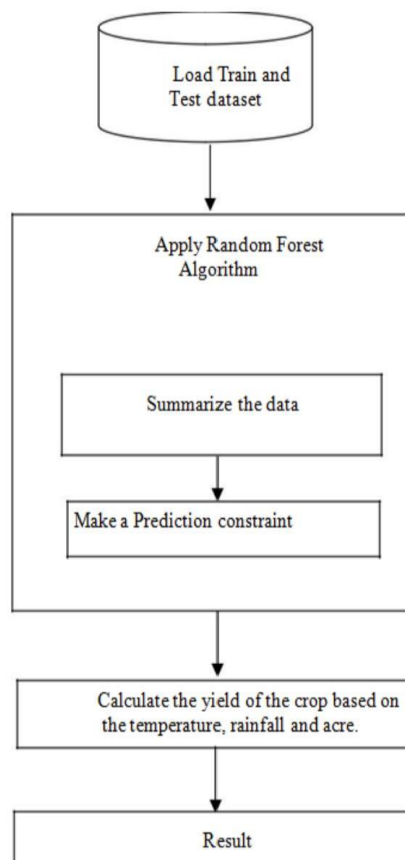 Load Train and
Test dataset
Apply Random Forest
Algorithm
Summarize the data
Make a Prediction constraint
Calculate the yield of the crop based on
the temperature, rainfall and acre.
Result